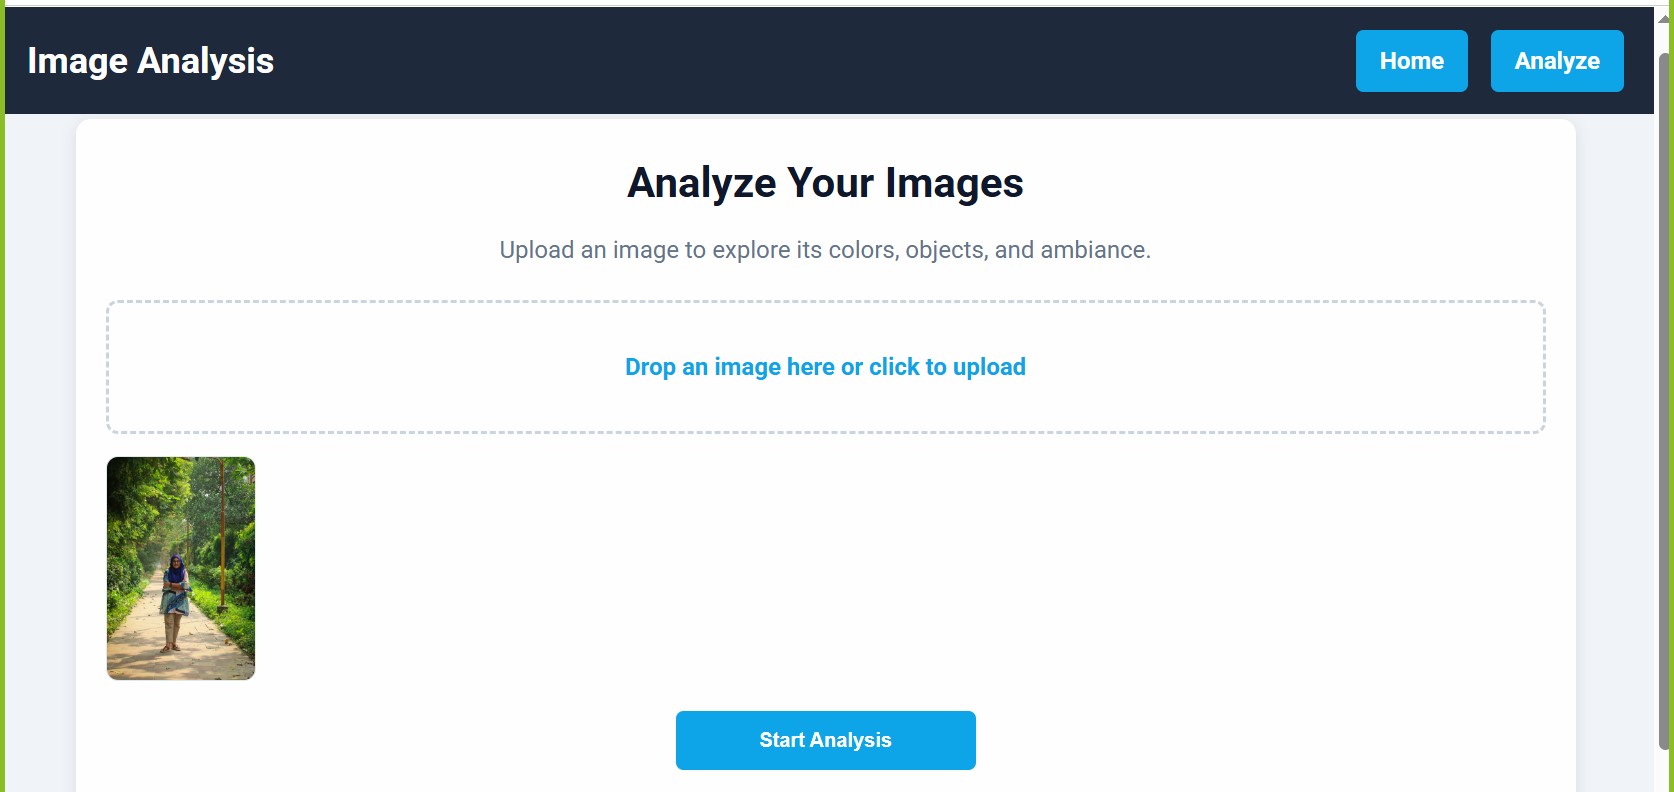 Image Analysis
Home
Analyze
Analyze Your Images
Upload an image to explore its colors, objects, and ambiance.
Drop an image here or click to upload
Start Analysis